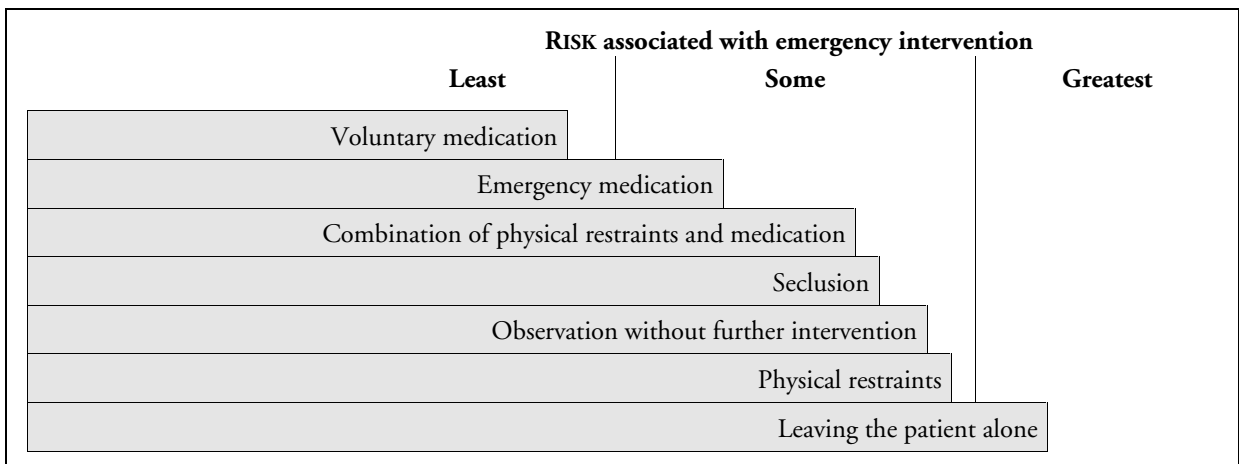 RISK associated with emergency intervention
Least Some Greatest
Voluntary medication
Emergency medication
Combination of physical restraints and medication
Seclusion
Observation without further intervention
Physical restraints
Leaving the patient alone